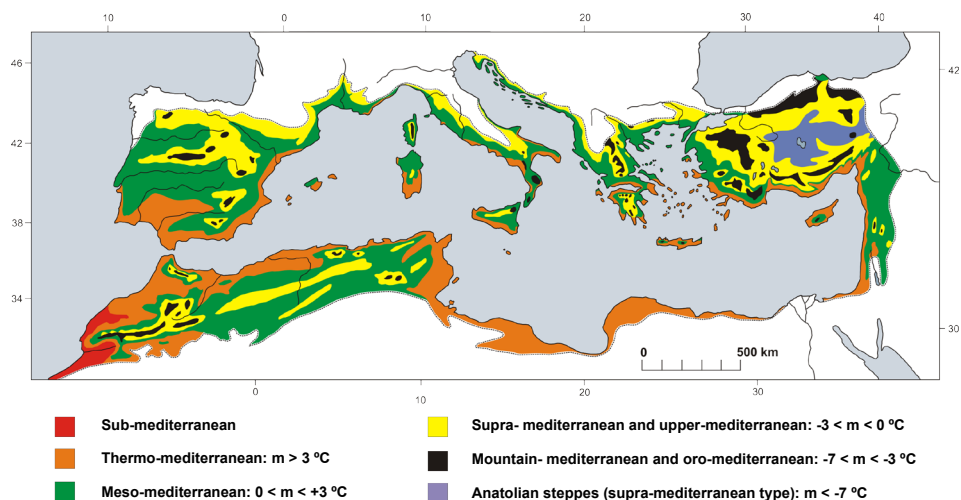 10 0 10 20 30 40
46 42
42
38
34 30
0 500 km
0 10 20 30
Sub-mediterranean
Thermo-mediterranean: m > 3 ºC
Meso-mediterranean: 0 < m < +3 ºC
Supra- mediterranean and upper-mediterranean: -3 < m < 0 ºC
Mountain- mediterranean and oro-mediterranean: -7 < m < -3 ºC
Anatolian steppes (supra-mediterranean type): m < -7 ºC